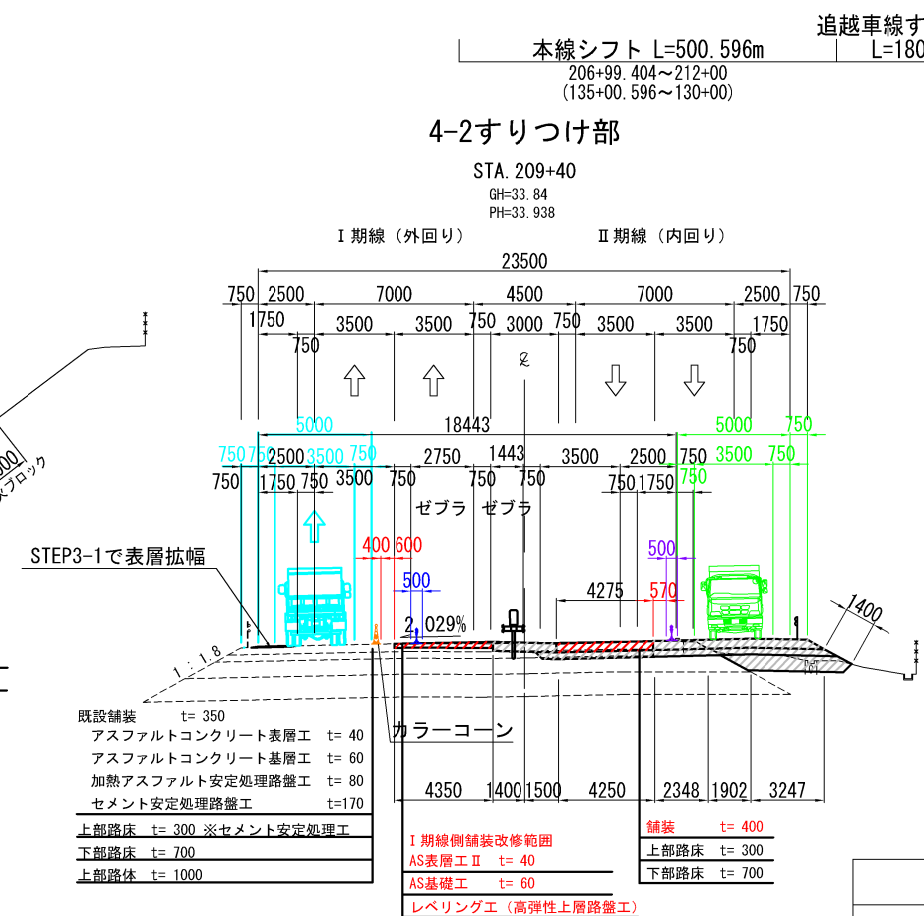 追越車線す
本線シフト L=500.596m
L=180
206+99.404～212+00
(135+00.596～130+00)
4-2すりつけ部
STA.209+40
GH=33.84
PH=33.938
Ⅰ期線（外回り） Ⅱ期線（内回り）
23500
750 2500 7000 4500 7000 2500 750
1750 750 3500 3500 750 3000 750 3500 3500 750 1750
℄
5000 18443 5000 750
750 750 2500 3500 750 2750 1443 3500 2500 750 3500 750
750 1750 750 3500 750 750 750 750 1750 750
ゼブラ ゼブラ
STEP3-1で表層拡幅
400 600 500
500 4275 570
1400
2.029%
1:1.8
ブロック
カラーコーン
既設舗装 t= 350
アスファルトコンクリート表層工 t= 40
アスファルトコンクリート基層工 t= 60
加熱アスファルト安定処理路盤工 t= 80
セメント安定処理路盤工 t=170
上部路床 t= 300 ※セメント安定処理工
下部路床 t= 700
上部路体 t= 1000
4350 1400 1500 4250 2348 1902 3247
Ⅰ期線側舗装改修範囲
AS表層工Ⅱ t= 40
AS基礎工 t= 60
レベリング工（高弾性上層路盤工）
舗装 t= 400
上部路床 t= 300
下部路床 t= 700